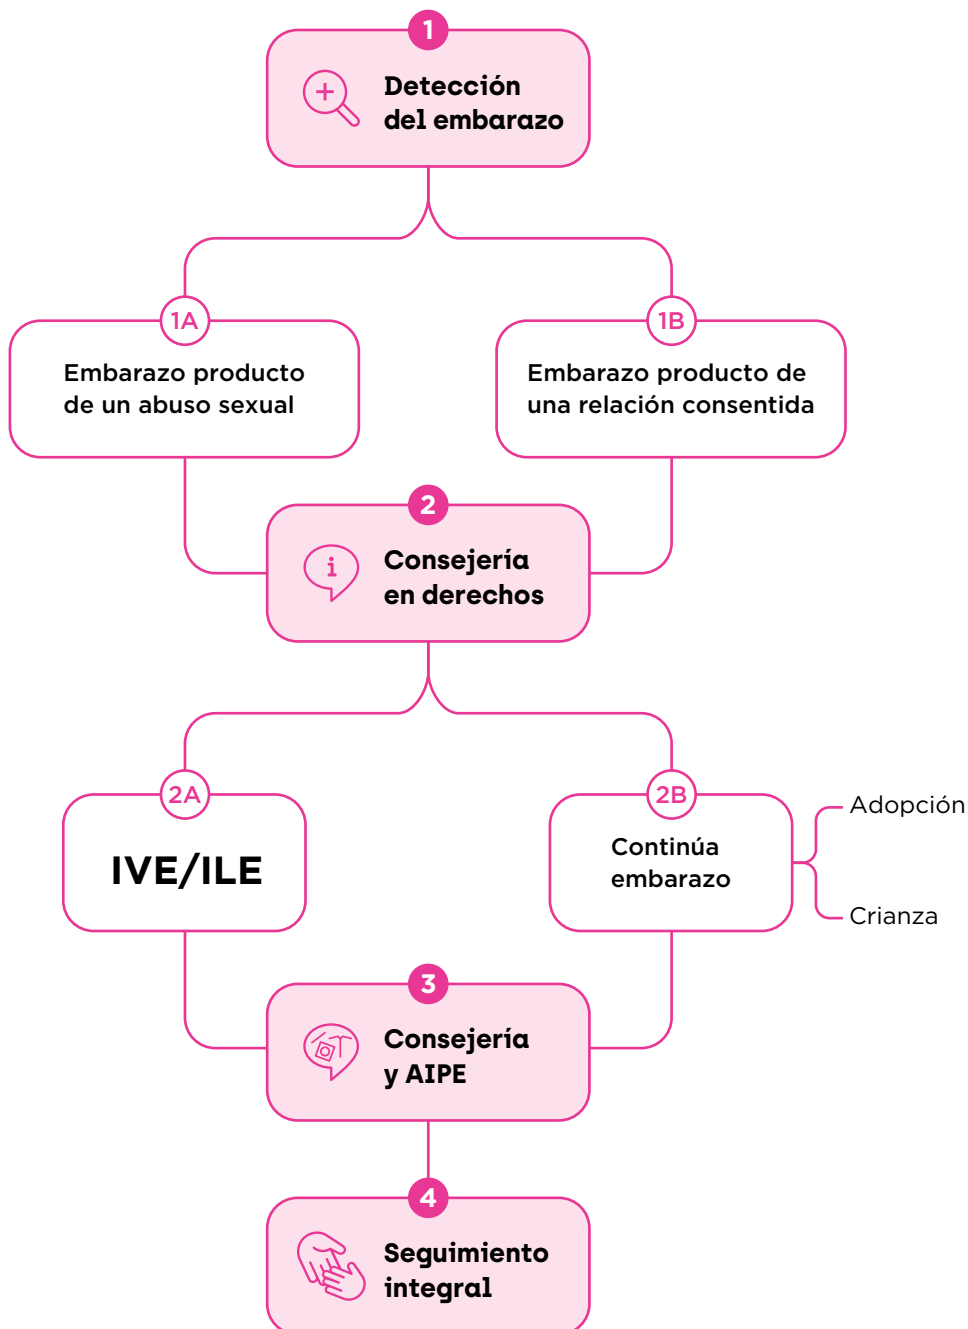 1
Detección
del embarazo
1A
Embarazo producto
de un abuso sexual
1B
Embarazo producto de
una relación consentida
2
i
Consejería
en derechos
2A
IVE/ILE
2B
Continúa
embarazo
Adopción
Crianza
3
Consejería
y AIPE
4
Seguimiento
integral